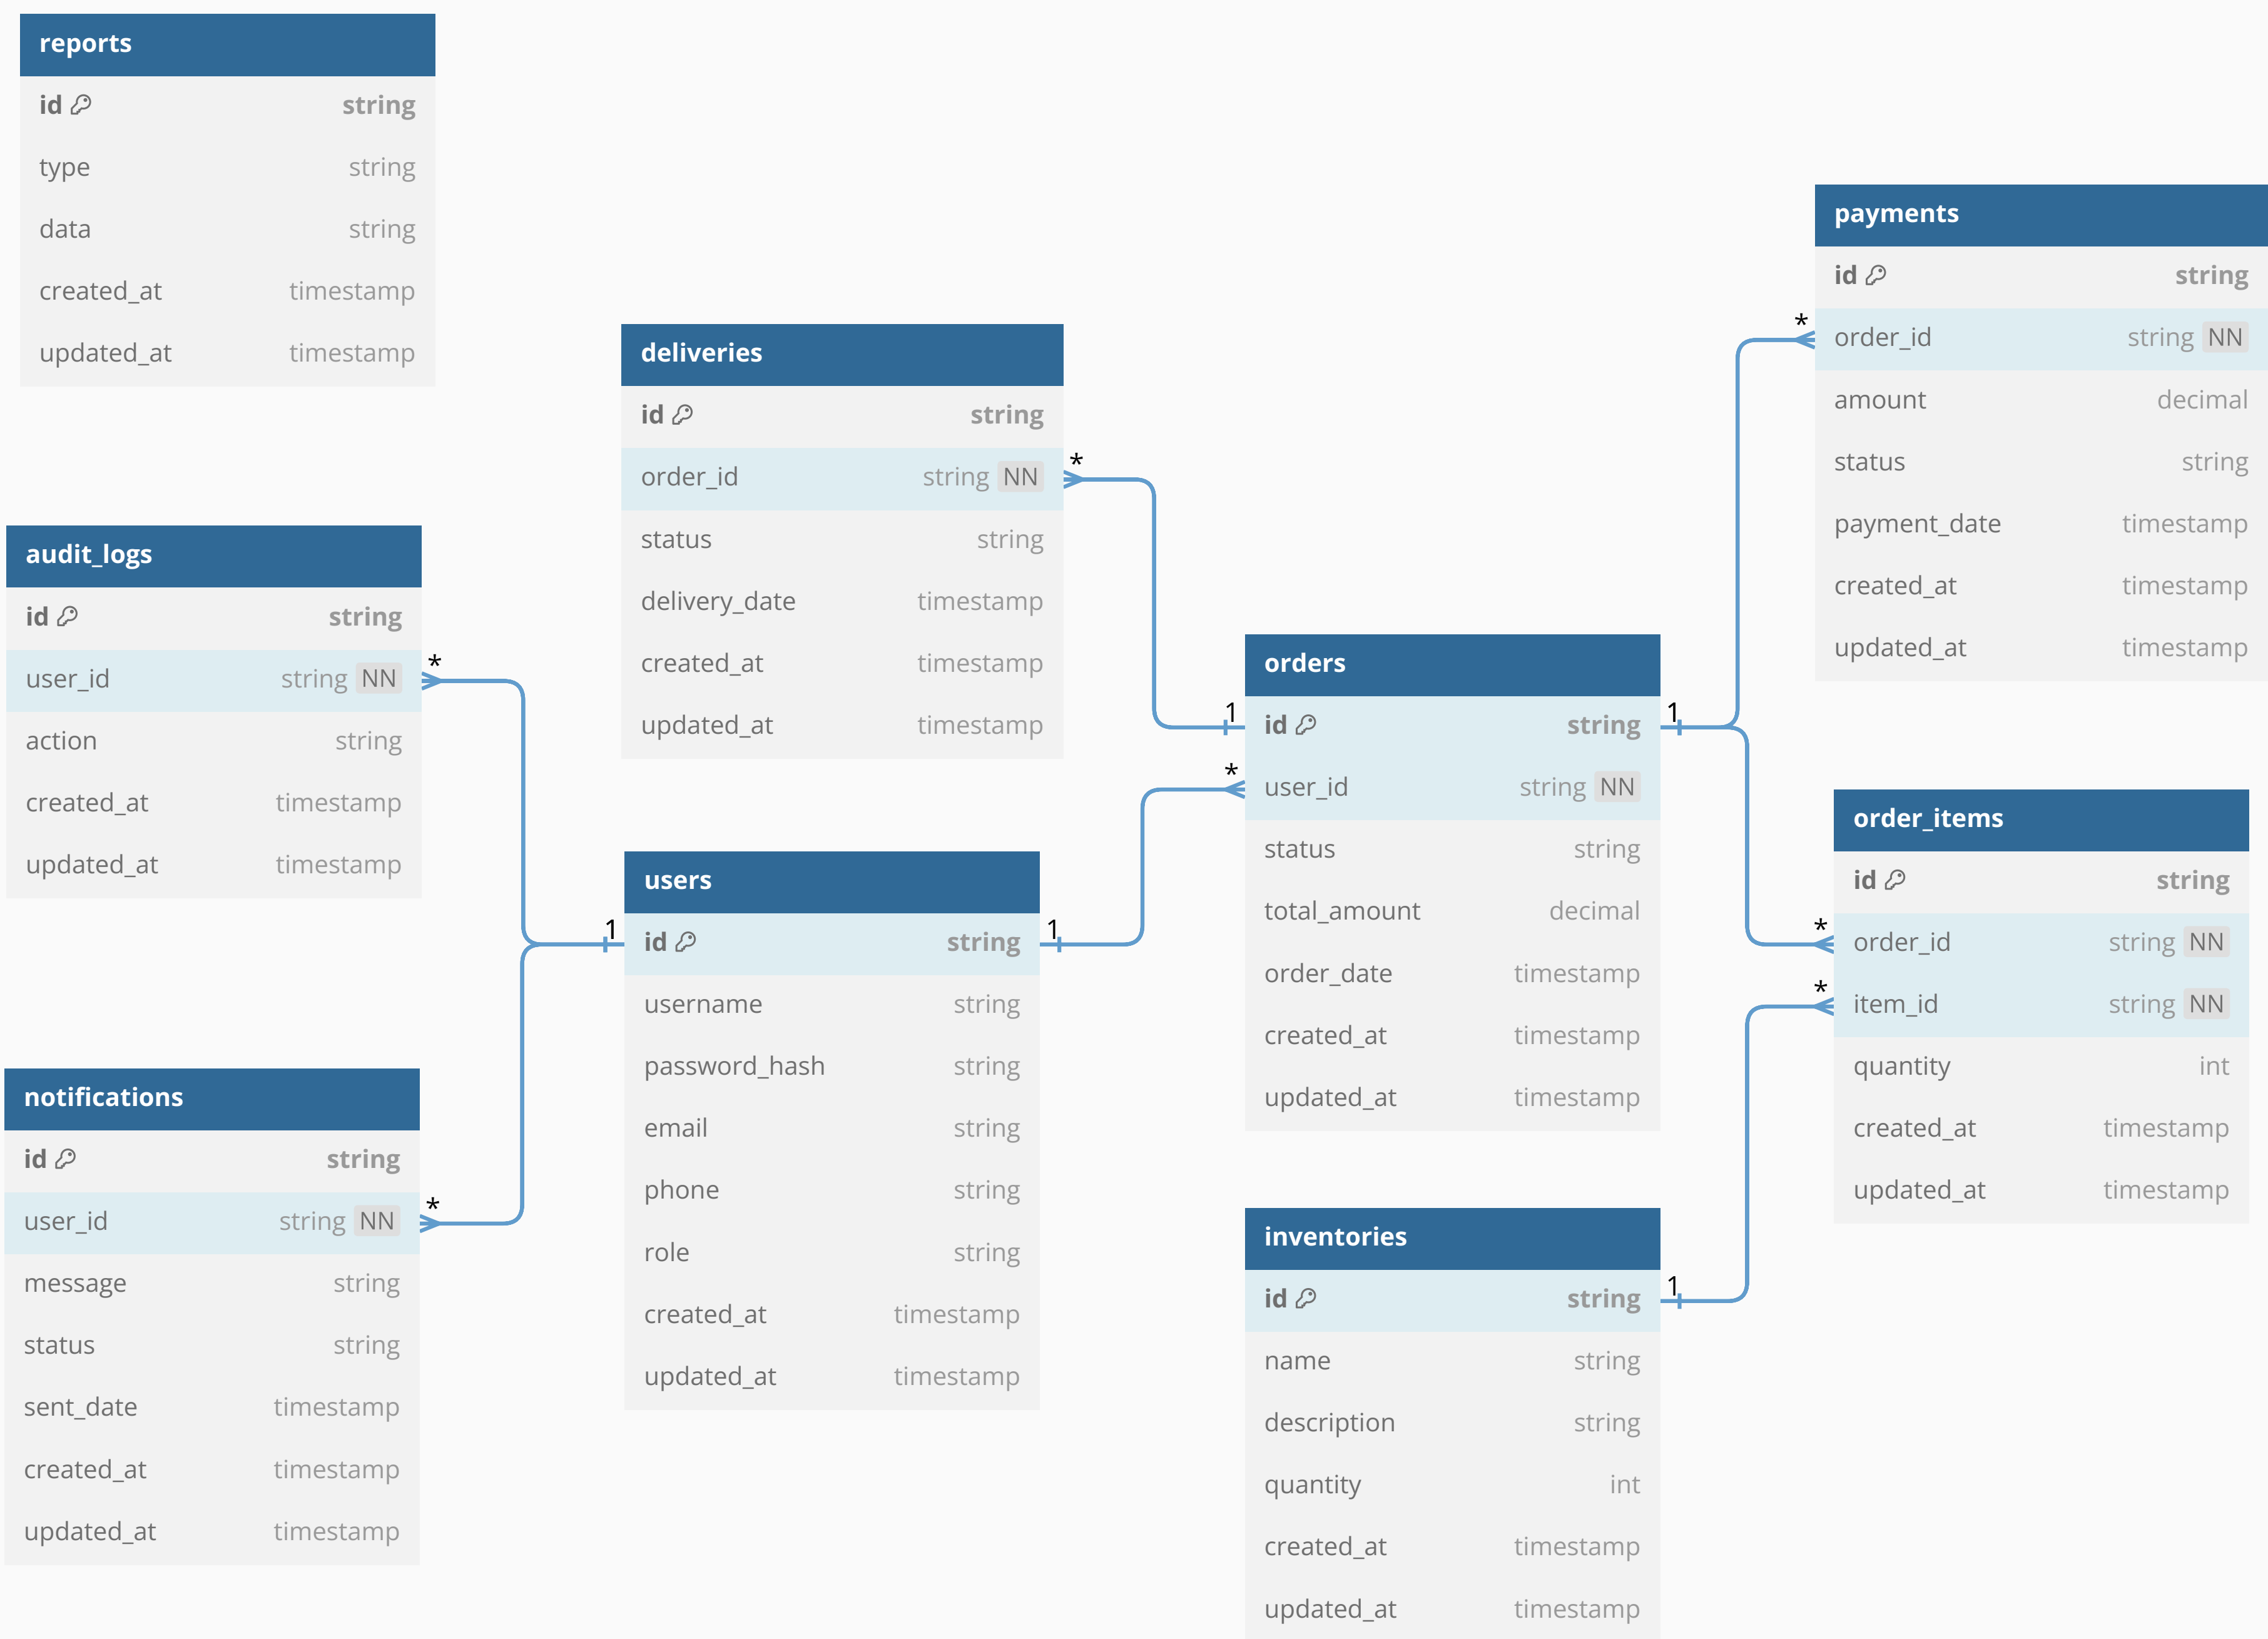 reports
id string
type string
data string
created_at timestamp
updated_at timestamp
audit_logs
id string
user_id string NN
*
action string
created_at timestamp
updated_at timestamp
notifications
id string
user_id string NN
*
message string
status string
sent_date timestamp
created_at timestamp
updated_at timestamp
deliveries
id string
order_id string NN
*
status string
delivery_date timestamp
created_at timestamp
updated_at timestamp
users
1
id string
1
username string
password_hash string
email string
phone string
role string
created_at timestamp
updated_at timestamp
orders
1
id string
1
*
user_id string NN
status string
total_amount decimal
order_date timestamp
created_at timestamp
updated_at timestamp
inventories
id string
1
name string
description string
quantity int
created_at timestamp
updated_at timestamp
payments
id string
*
order_id string NN
amount decimal
status string
payment_date timestamp
created_at timestamp
updated_at timestamp
order_items
id string
*
order_id string NN
*
item_id string NN
quantity int
created_at timestamp
updated_at timestamp